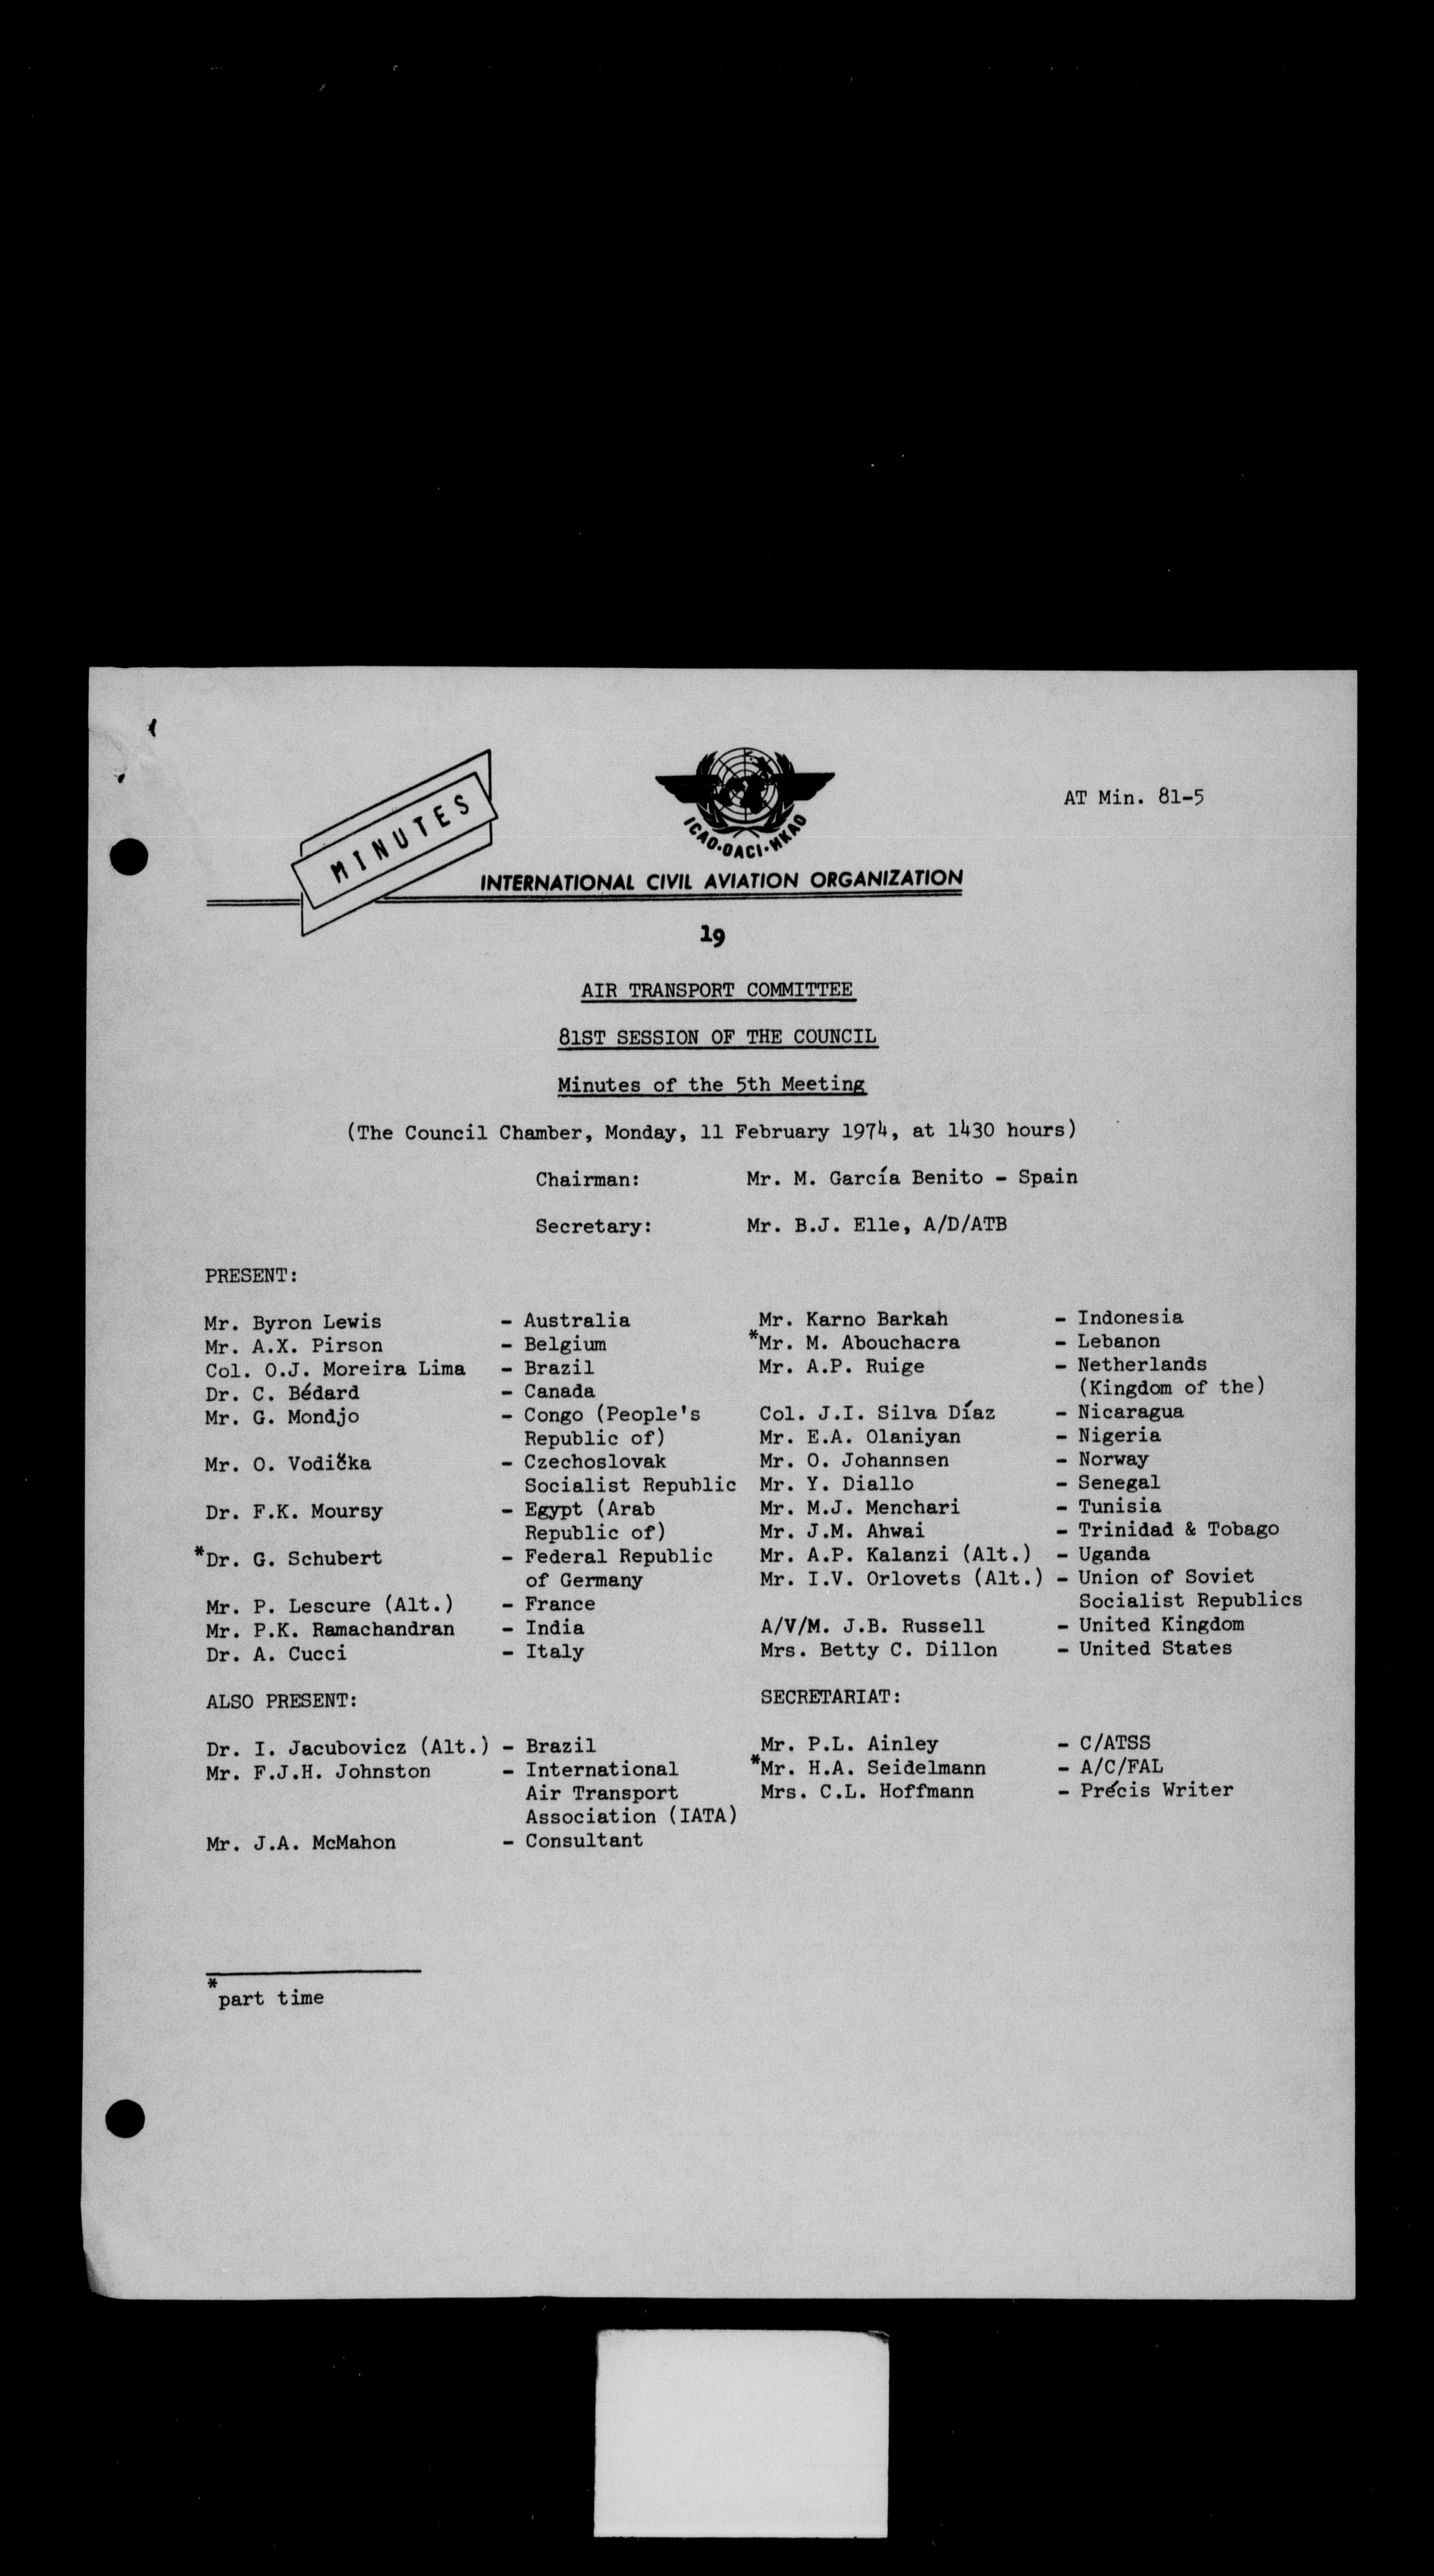 MINUTES
ICAO·OACI·ИКАО
AT Min. 81-5
INTERNATIONAL CIVIL AVIATION ORGANIZATION
19
AIR TRANSPORT COMMITTEE
81ST SESSION OF THE COUNCIL
Minutes of the 5th Meeting
(The Council Chamber, Monday, 11 February 1974, at 1430 hours)
Chairman: Mr. M. García Benito - Spain
Secretary: Mr. B.J. Elle, A/D/ATB
PRESENT:
Mr. Byron Lewis - Australia
Mr. A.X. Pirson - Belgium
Col. O.J. Moreira Lima - Brazil
Dr. C. Bédard - Canada
Mr. G. Mondjo - Congo (People's
Republic of)
Mr. O. Vodička - Czechoslovak
Socialist Republic
Dr. F.K. Moursy - Egypt (Arab
Republic of)
*Dr. G. Schubert - Federal Republic
of Germany
Mr. P. Lescure (Alt.) - France
Mr. P.K. Ramachandran - India
Dr. A. Cucci - Italy
Mr. Karno Barkah - Indonesia
*Mr. M. Abouchacra - Lebanon
Mr. A.P. Ruige - Netherlands
(Kingdom of the)
Col. J.I. Silva Díaz - Nicaragua
Mr. E.A. Olaniyan - Nigeria
Mr. O. Johannsen - Norway
Mr. Y. Diallo - Senegal
Mr. M.J. Menchari - Tunisia
Mr. J.M. Ahwai - Trinidad & Tobago
Mr. A.P. Kalanzi (Alt.) - Uganda
Mr. I.V. Orlovets (Alt.) - Union of Soviet
Socialist Republics
A/V/M. J.B. Russell - United Kingdom
Mrs. Betty C. Dillon - United States
ALSO PRESENT:
Dr. I. Jacubovicz (Alt.) - Brazil
Mr. F.J.H. Johnston - International
Air Transport
Association (IATA)
Mr. J.A. McMahon - Consultant
SECRETARIAT:
Mr. P.L. Ainley - C/ATSS
*Mr. H.A. Seidelmann - A/C/FAL
Mrs. C.L. Hoffmann - Précis Writer
*
part time